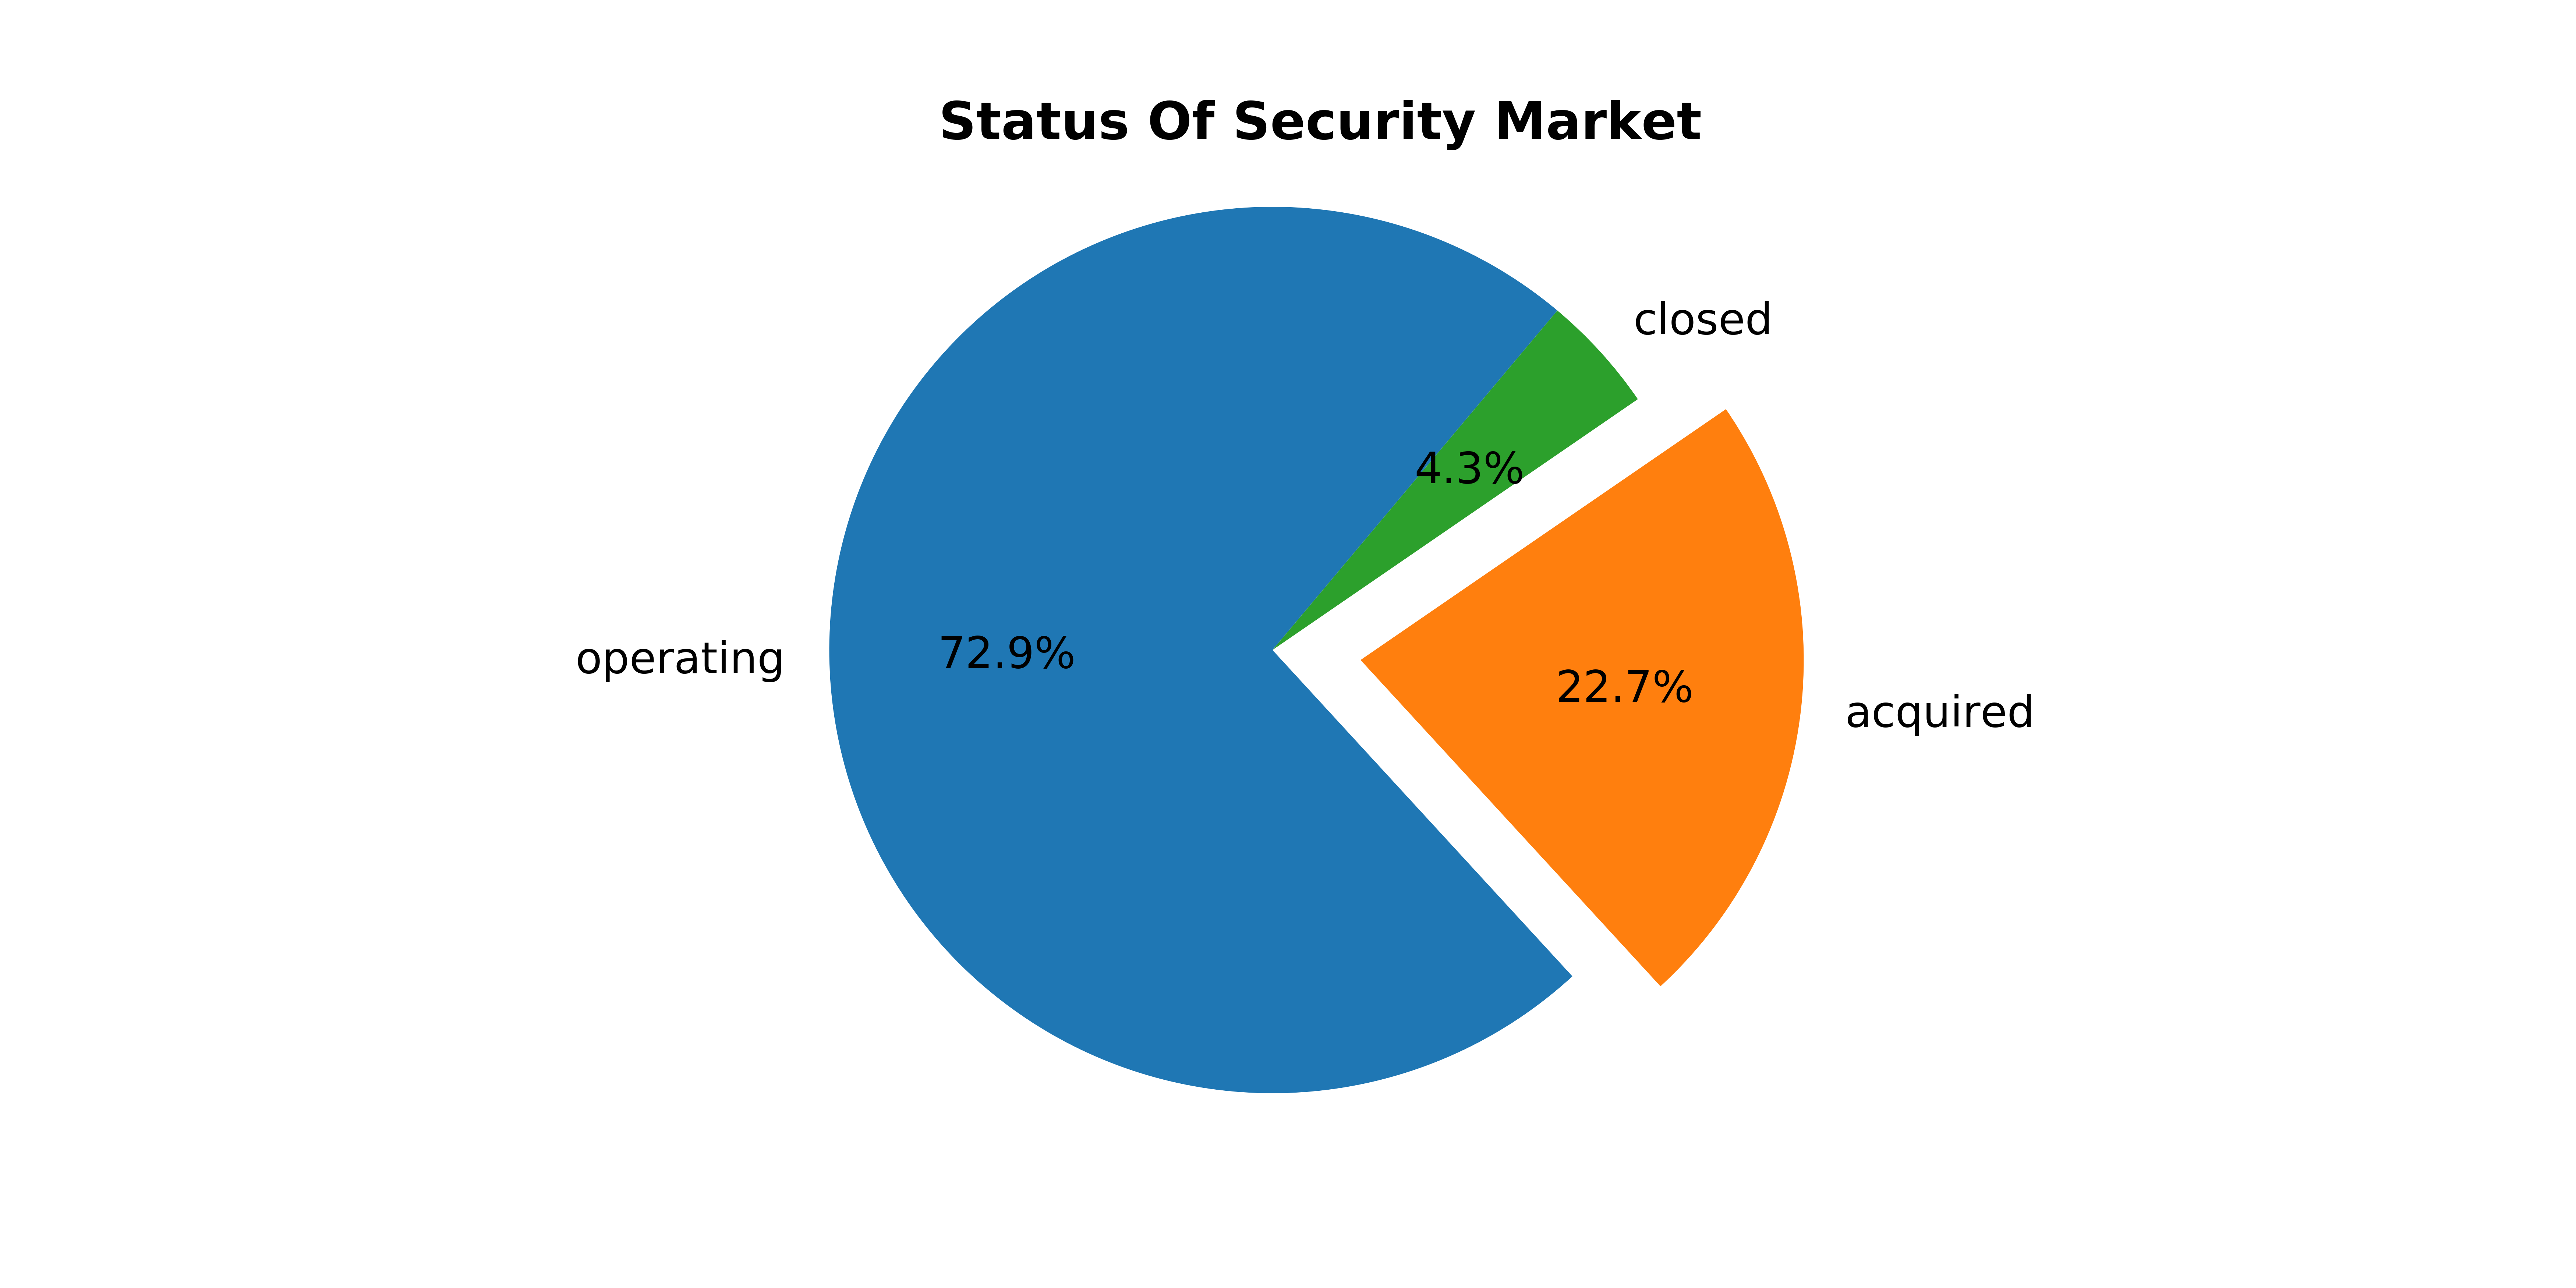 Status Of Security Market
closed
4.3%
operating
72.9%
22.7%
acquired